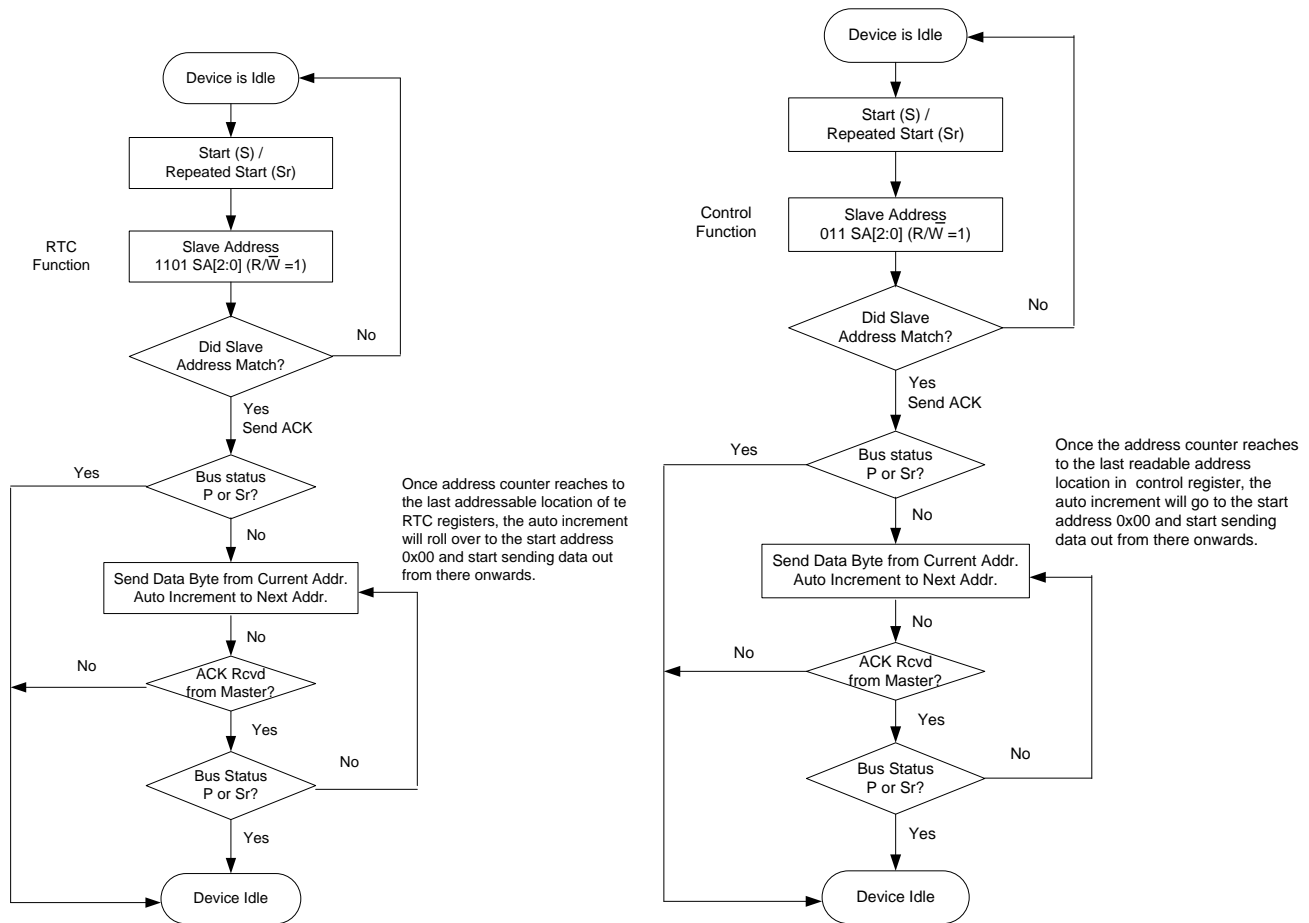 Device is Idle
Start (S) /
Repeated Start (Sr)
RTC
Function
Slave Address
1101 SA[2:0] (R/W̅ =1)
Did Slave
Address Match?
No
Yes
Send ACK
Yes
Bus status
P or Sr?
Once address counter reaches to
the last addressable location of te
RTC registers, the auto increment
will roll over to the start address
0x00 and start sending data out
from there onwards.
No
Send Data Byte from Current Addr.
Auto Increment to Next Addr.
No
No
ACK Rcvd
from Master?
Yes
Bus Status
P or Sr?
No
Yes
Device Idle
Device is Idle
Start (S) /
Repeated Start (Sr)
Control
Function
Slave Address
011 SA[2:0] (R/W̅ =1)
No
Did Slave
Address Match?
Yes
Send ACK
Yes
Bus status
P or Sr?
Once the address counter reaches
to the last readable address
location in control register, the
auto increment will go to the start
address 0x00 and start sending
data out from there onwards.
No
Send Data Byte from Current Addr.
Auto Increment to Next Addr.
No
No
ACK Rcvd
from Master?
Yes
Bus Status
P or Sr?
No
Yes
Device Idle